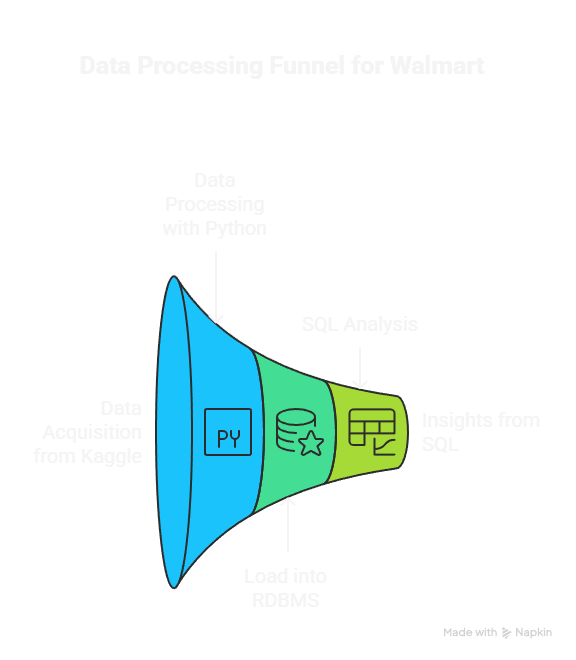 Data Processing Funnel for Walmart
Data
Processing
with Python
SQL Analysis
Data
Acquisition
from Kaggle
PY
Insights from
SQL
Load into
RDBMS
Made with Napkin